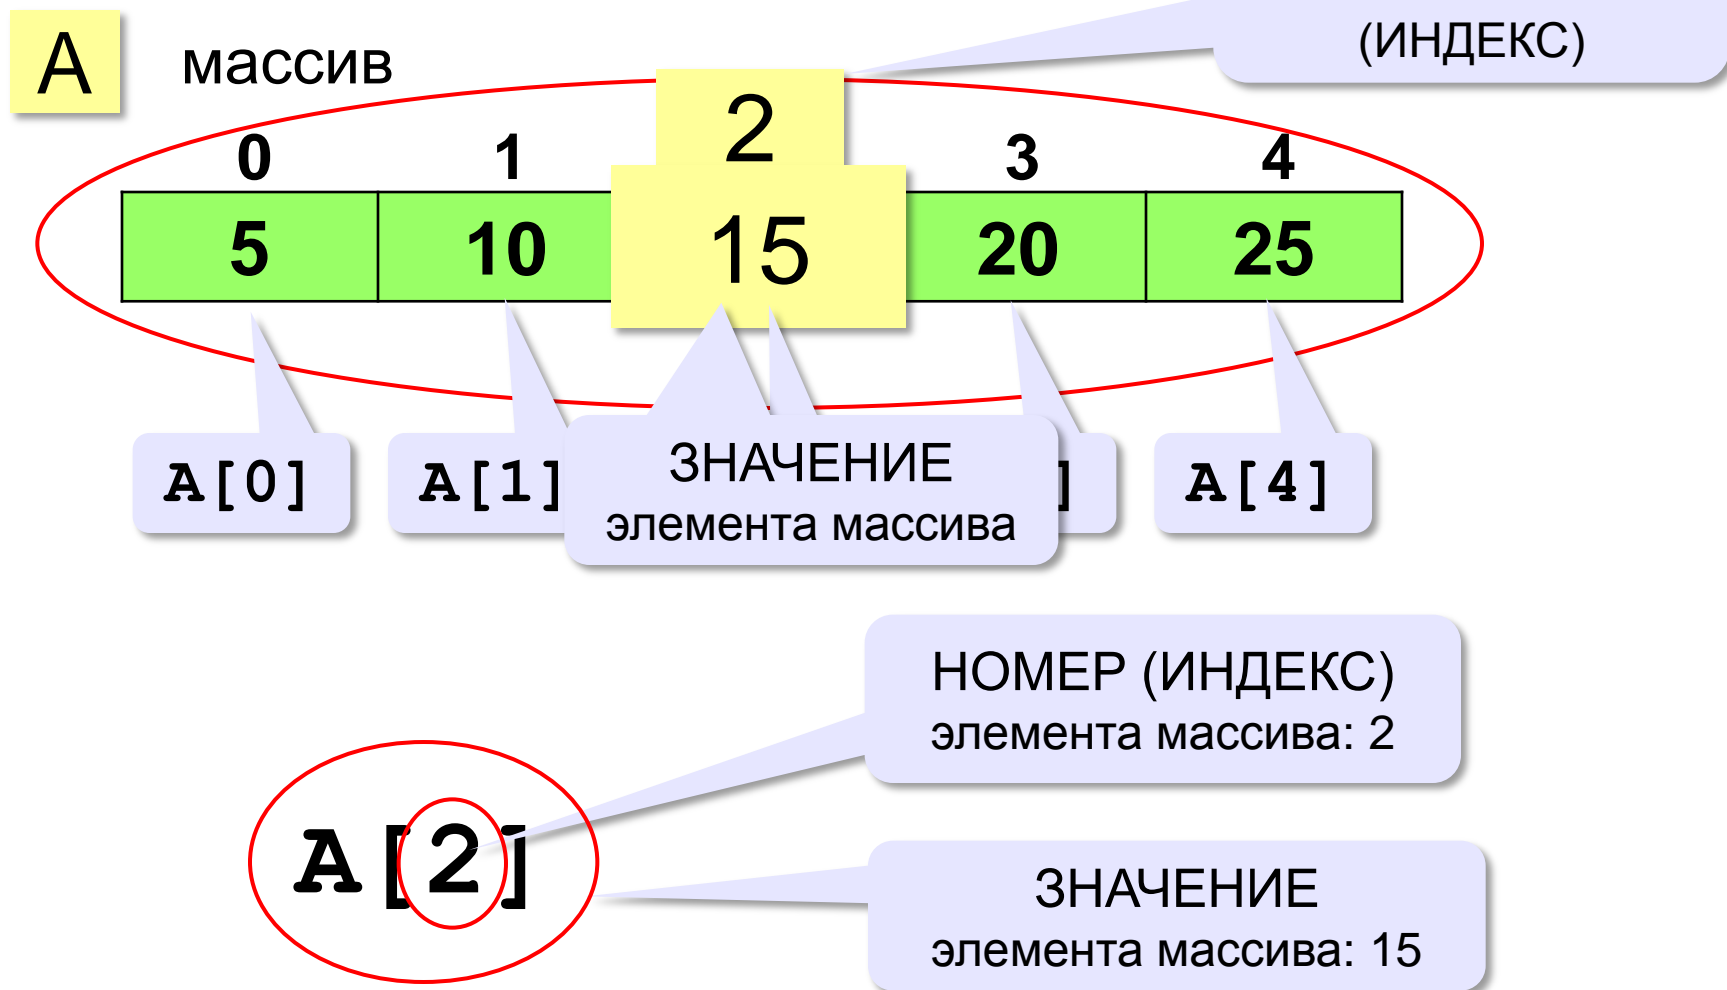 A массив
(ИНДЕКС)
0 1 2 3 4
5 10 15 20 25
A[0] A[1] ] A[4]
ЗНАЧЕНИЕ
элемента массива
НОМЕР (ИНДЕКС)
элемента массива: 2
A[2]
ЗНАЧЕНИЕ
элемента массива: 15